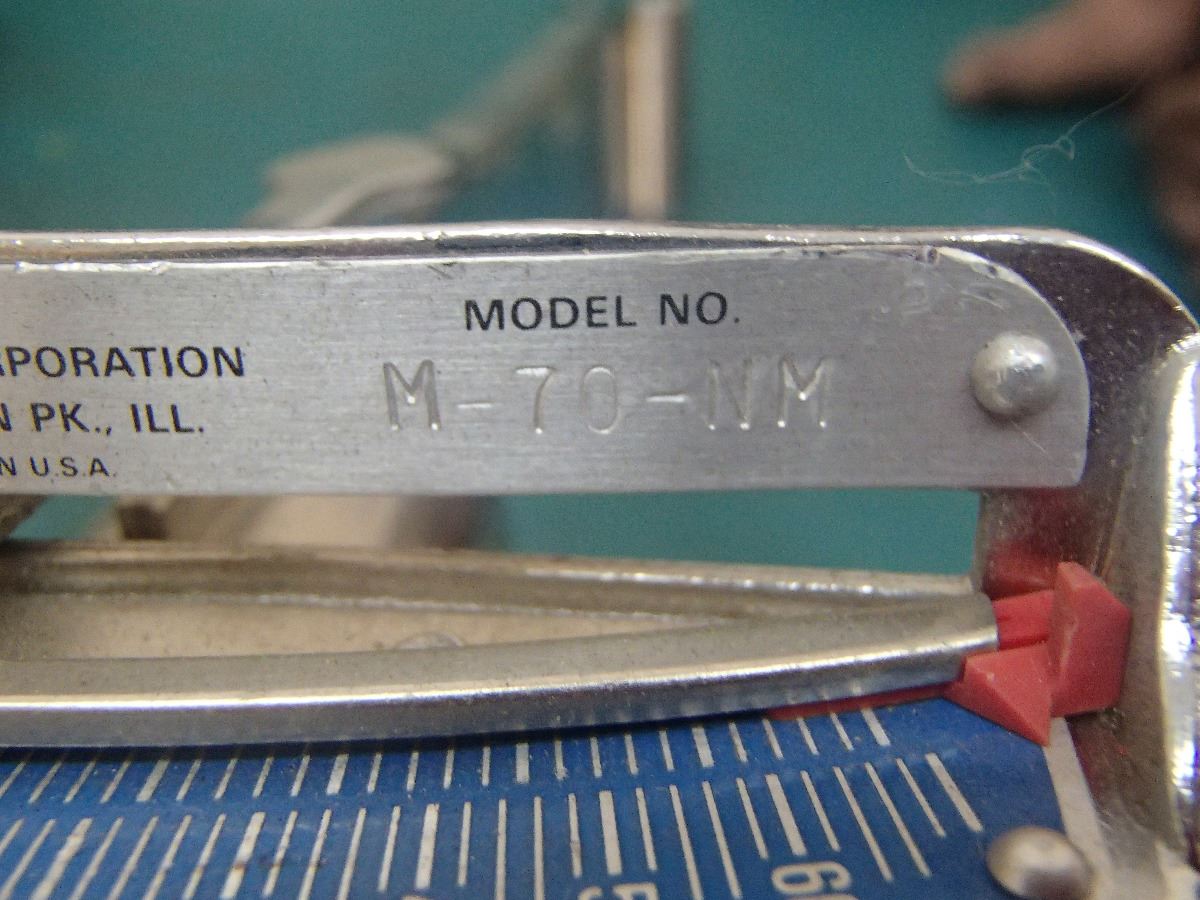 MODEL NO.
RPORATION
M-70-NM
N PK., ILL.
N U.S.A.